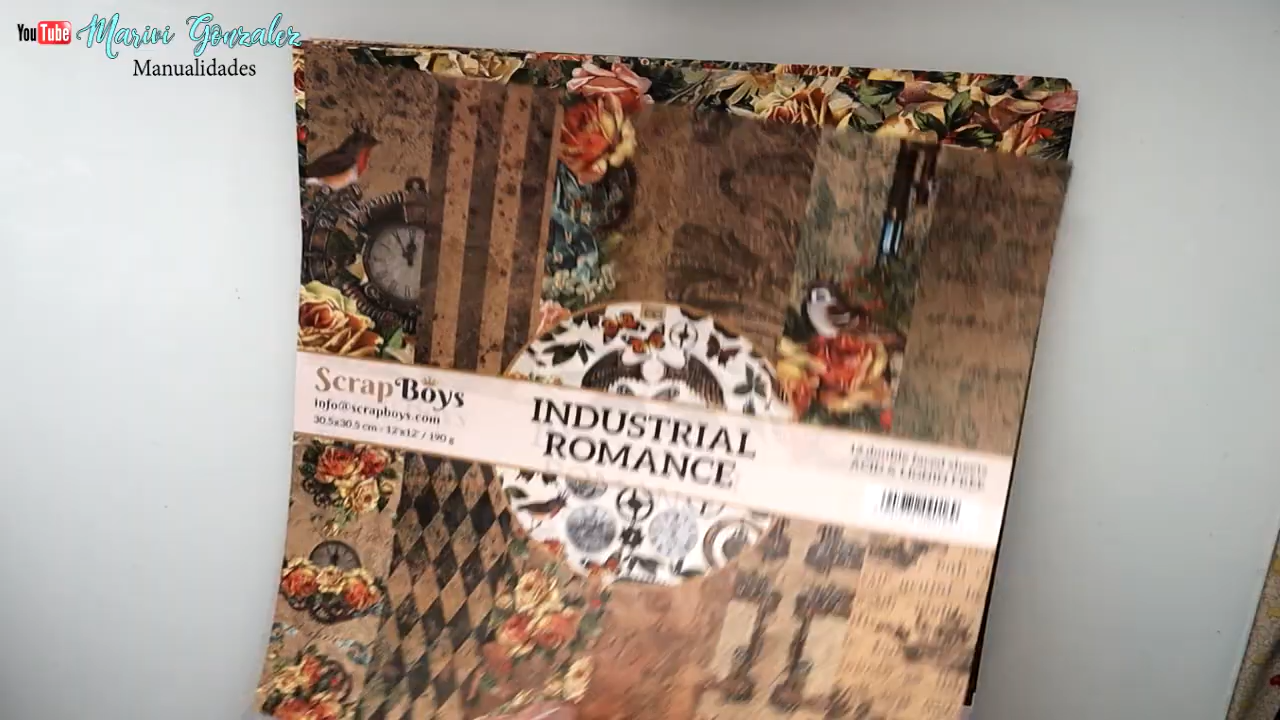 YouTube Marivi Gonzalez
Manualidades
ScrapBoys
info@scrapboys.com
30.5x30.5 cm - 12"x12" / 190 g
INDUSTRIAL
ROMANCE